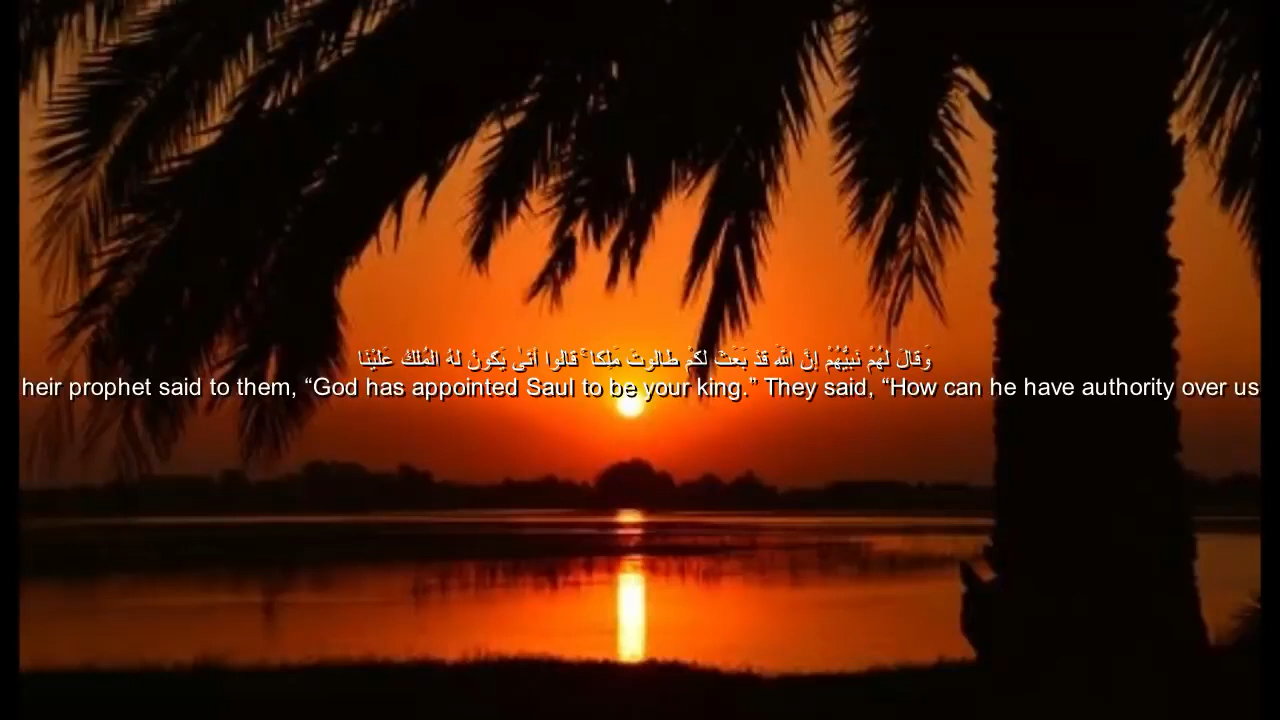 وَقَالَ لَهُمْ نَبِيُّهُمْ إِنَّ اللَّهَ قَدْ بَعَثَ لَكُمْ طَالُوتَ مَلِكًا ۚ قَالُوا أَنَّىٰ يَكُونُ لَهُ الْمُلْكُ عَلَيْنَا
heir prophet said to them, “God has appointed Saul to be your king.” They said, “How can he have authority over us